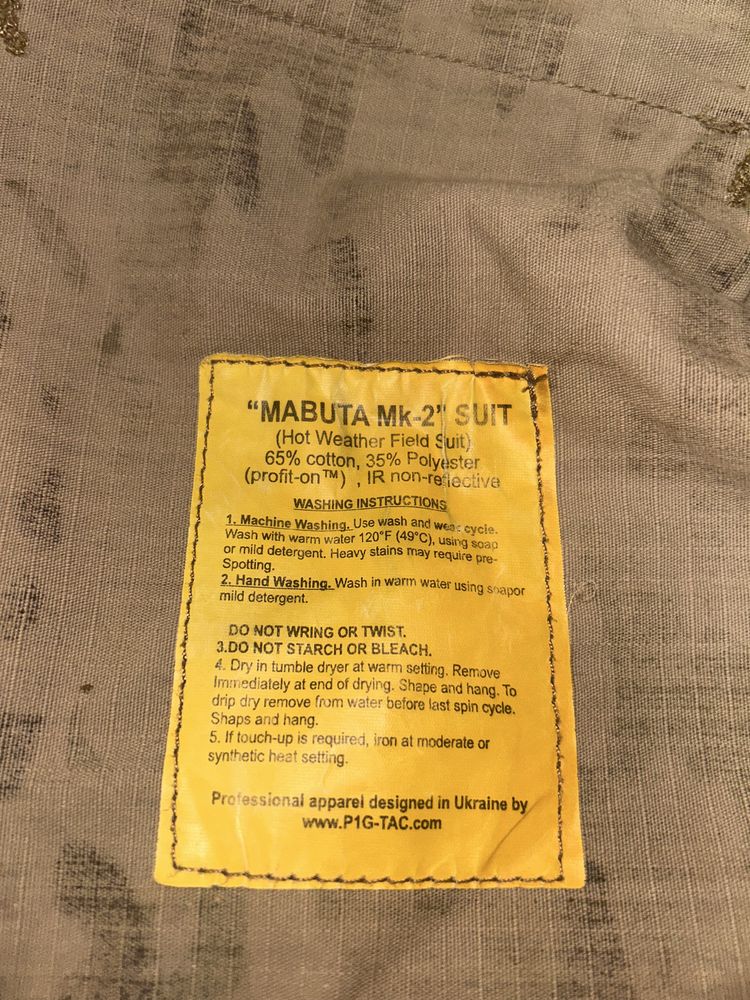 “MABUTA Mk-2” SUIT
(Hot Weather Field Suit)
65% cotton, 35% Polyester
(profit-on™) , IR non-reflective
WASHING INSTRUCTIONS
1. Machine Washing. Use wash and wear cycle.
Wash with warm water 120°F (49°C), using soap
or mild detergent. Heavy stains may require pre-
Spotting.
2. Hand Washing. Wash in warm water using soapor
mild detergent.
DO NOT WRING OR TWIST.
3.DO NOT STARCH OR BLEACH.
4. Dry in tumble dryer at warm setting. Remove
Immediately at end of drying. Shape and hang. To
drip dry remove from water before last spin cycle.
Shaps and hang.
5. If touch-up is required, iron at moderate or
synthetic heat setting.
Professional apparel designed in Ukraine by
www.P1G-TAC.com